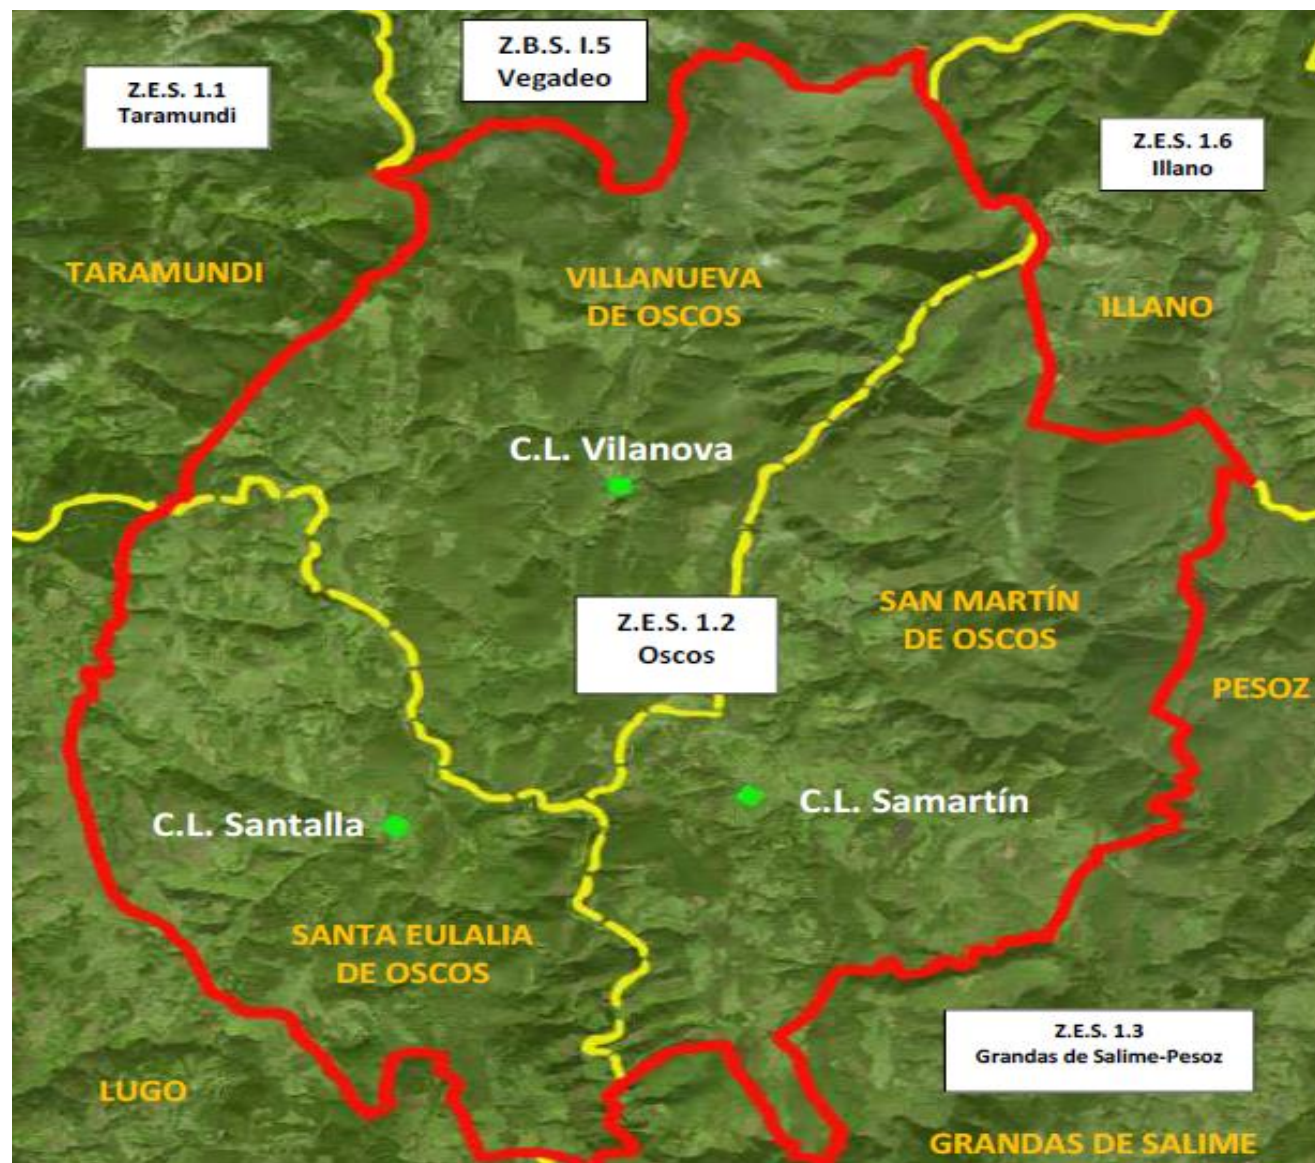 Z.B.S. I.5
Vegadeo
Z.E.S. 1.1
Taramundi
Z.E.S. 1.6
Illano
TARAMUNDI
VILLANUEVA
DE OSCOS
ILLANO
C.L. Vilanova
SAN MARTÍN
DE OSCOS
Z.E.S. 1.2
Oscos
PESOZ
C.L. Samartín
C.L. Santalla
SANTA EULALIA
DE OSCOS
Z.E.S. 1.3
Grandas de Salime-Pesoz
LUGO
GRANDAS DE SALIME